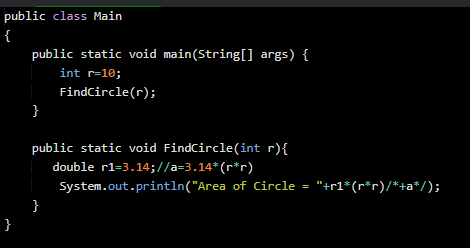 public class Main
{
    public static void main(String[] args) {
        int r=10;
        FindCircle(r);
    }

    public static void FindCircle(int r){
       double r1=3.14;//a=3.14*(r*r)
        System.out.println("Area of Circle = "+r1*(r*r)/*+a*/);
    }
}